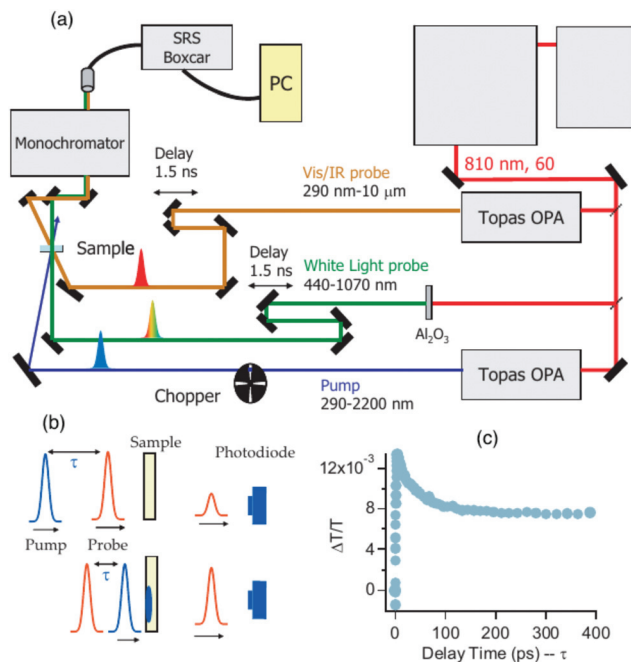 (a)
SRS
Boxcar
PC
Monochromator
Delay
1.5 ns
Vis/IR probe
290 nm-10 μm
810 nm, 60
Topas OPA
Sample
Delay
1.5 ns
White Light probe
440-1070 nm
Al₂O₃
Chopper
Pump
290-2200 nm
Topas OPA
(b)
Sample
Photodiode
τ
Pump
Probe
τ
(c)
12x10⁻³
8
4
0
ΔT/T
0
100
200
300
400
Delay Time (ps) -- τ